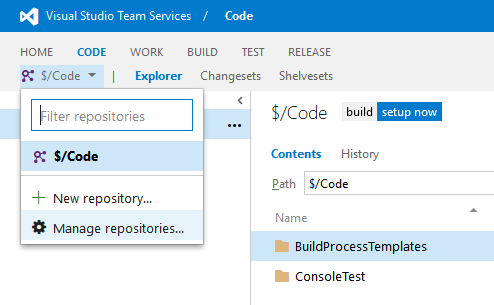 Visual Studio Team Services / Code
HOME CODE WORK BUILD TEST RELEASE
$/Code | Explorer Changesets Shelvesets
Filter repositories
$/Code
New repository...
Manage repositories...
...
$/Code build setup now
Contents History
Path $/Code
Name
BuildProcessTemplates
ConsoleTest